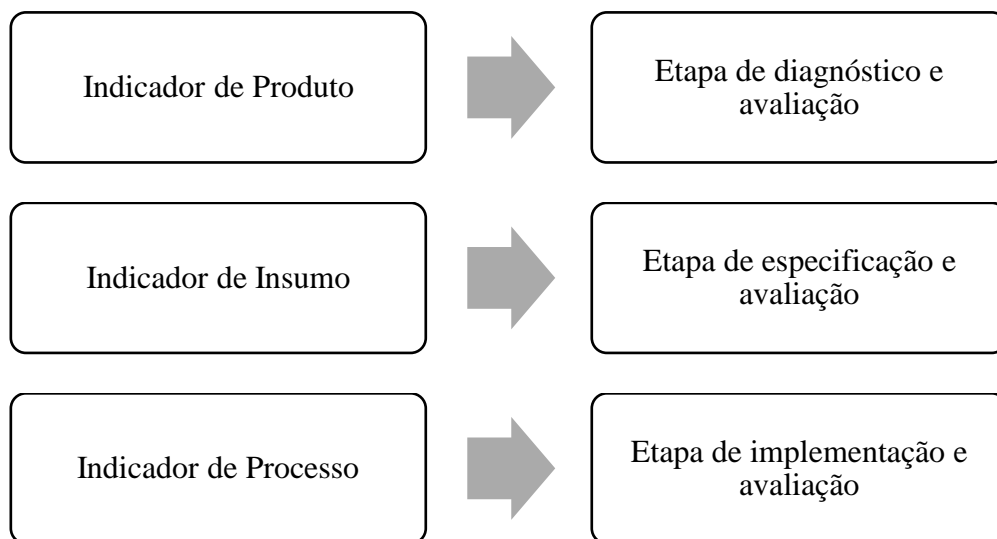 Indicador de Produto
Etapa de diagnóstico e
avaliação
Indicador de Insumo
Etapa de especificação e
avaliação
Indicador de Processo
Etapa de implementação e
avaliação